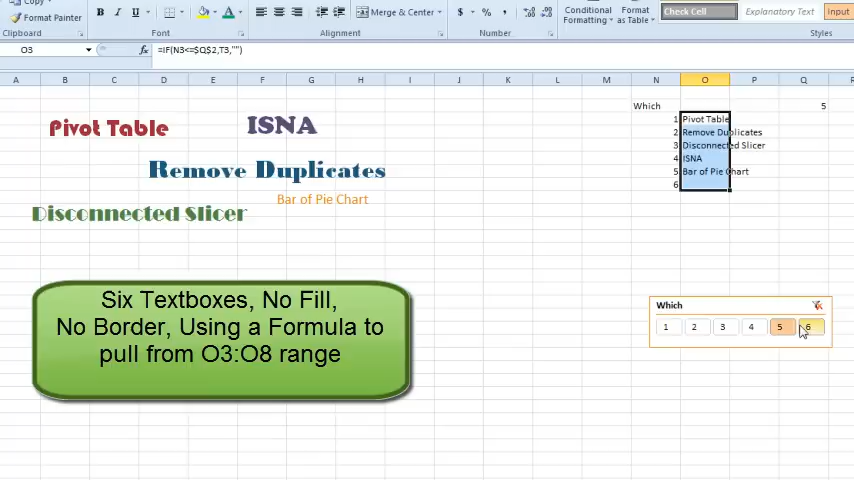 Copy
Format Painter
B I U
A
Merge & Center
$ % ,
Conditional Formatting
Format as Table
Check Cell
Explanatory Text
Input
Clipboard
Font
Alignment
Number
Styles
O3
fx
=IF(N3<=$Q$2,T3,"")
A B C D E F G H I J K L M N O P Q R
Which 5
1 Pivot Table
2 Remove Duplicates
3 Disconnected Slicer
4 ISNA
5 Bar of Pie Chart
6
Pivot Table
ISNA
Remove Duplicates
Bar of Pie Chart
Disconnected Slicer
Six Textboxes, No Fill,
No Border, Using a Formula to
pull from O3:O8 range
Which
1 2 3 4 5 6